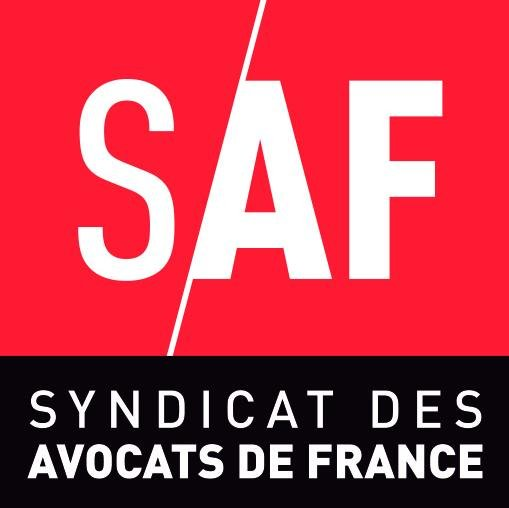 SAF
SYNDICAT DES
AVOCATS DE FRANCE